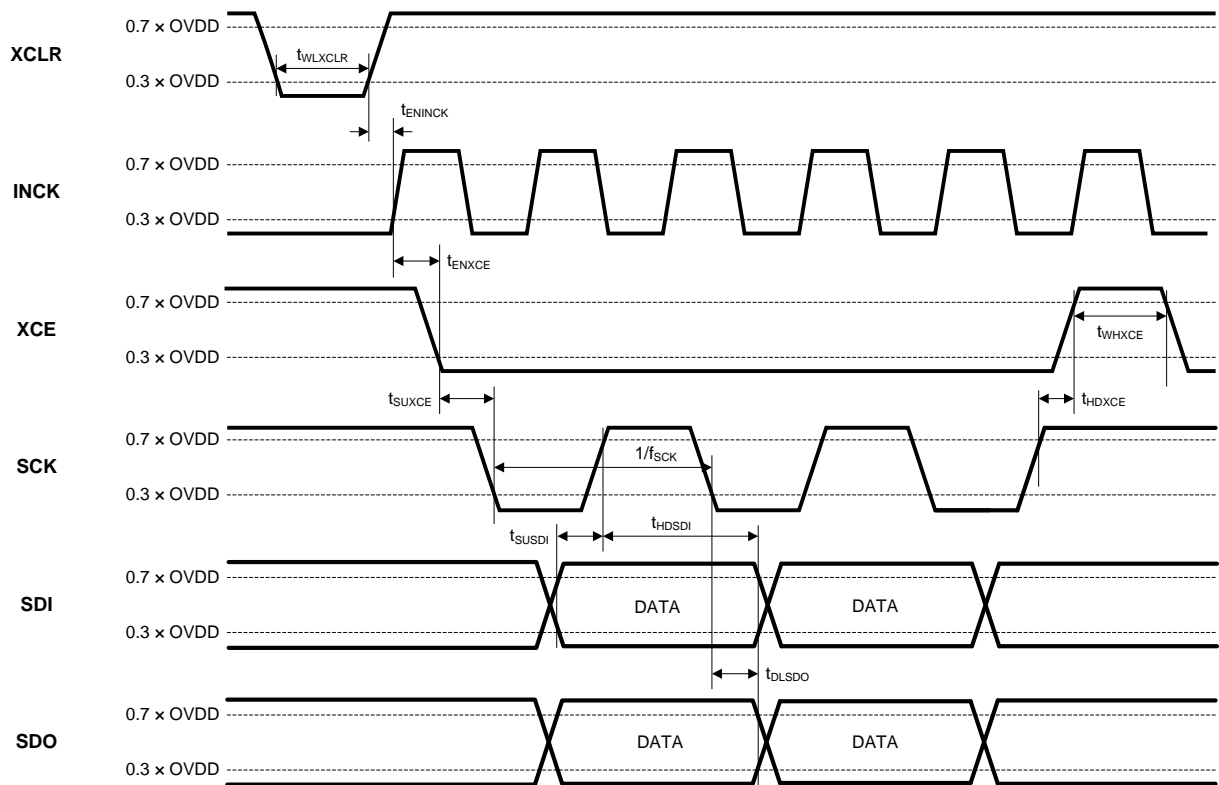 0.7 × OVDD
XCLR
tWLXCLR
0.3 × OVDD
tENINCK
0.7 × OVDD
INCK
0.3 × OVDD
tENXCE
0.7 × OVDD
XCE
tWHXCE
0.3 × OVDD
tSUXCE
tHDXCE
0.7 × OVDD
SCK
1/fSCK
0.3 × OVDD
tSUSDI
tHDSDI
0.7 × OVDD
SDI
DATA
DATA
0.3 × OVDD
tDLSDO
0.7 × OVDD
SDO
DATA
DATA
0.3 × OVDD